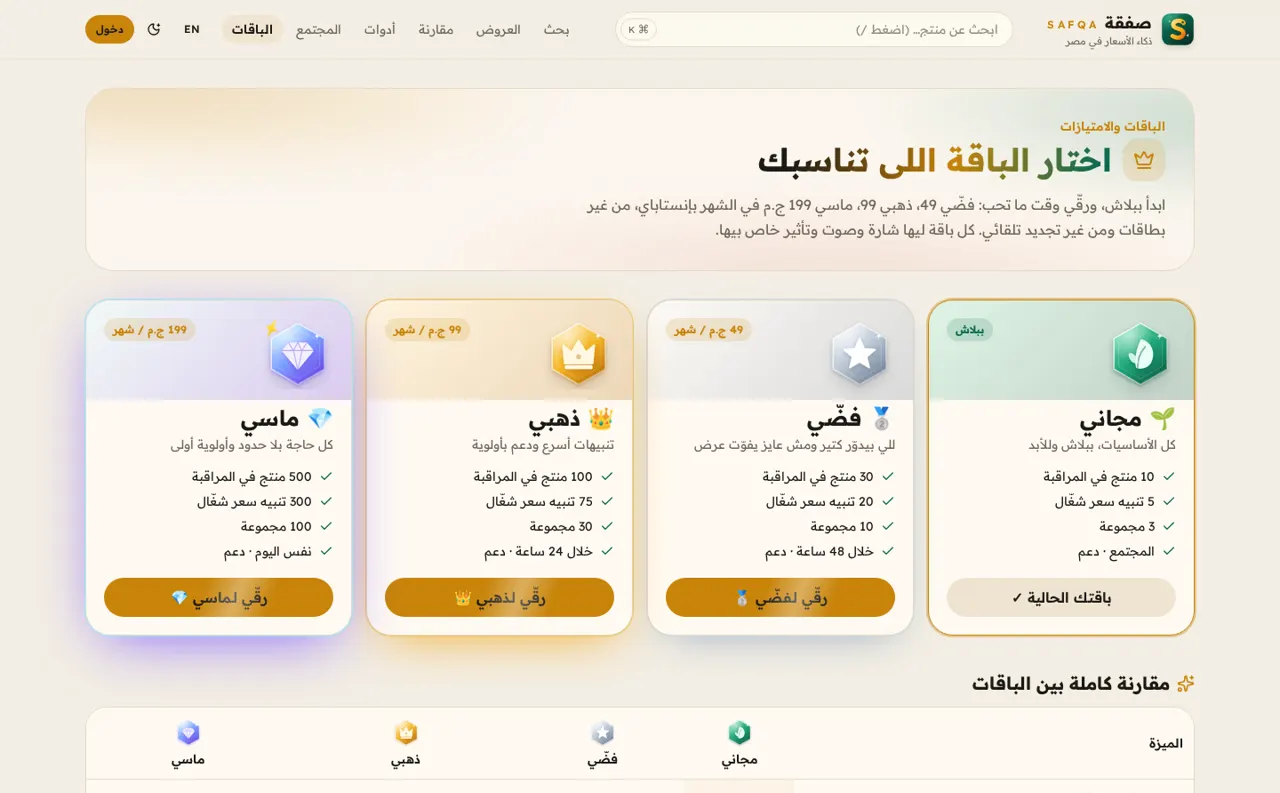 صفقة SAFQA
ذكاء الأسعار في مصر
ابحث عن منتج... (اضغط /)
⌘ K
بحث
العروض
مقارنة
أدوات
المجتمع
الباقات
EN
دخول
الباقات والامتيازات
اختار الباقة اللي تناسبك
ابدأ ببلاش، ورقّي وقت ما تحب: فضّي 49، ذهبي 99، ماسي 199 ج.م في الشهر بإنستاباي، من غير
بطاقات ومن غير تجديد تلقائي. كل باقة ليها شارة وصوت وتأثير خاص بيها.
ببلاش
🌱 مجاني
كل الأساسيات، ببلاش وللأبد
✓ 10 منتج في المراقبة
✓ 5 تنبيه سعر شغّال
✓ 3 مجموعة
✓ المجتمع · دعم
باقتك الحالية ✓
49 ج.م / شهر
🥈 فضّي
للي بيدوّر كتير ومش عايز يفوّت عرض
✓ 30 منتج في المراقبة
✓ 20 تنبيه سعر شغّال
✓ 10 مجموعة
✓ خلال 48 ساعة · دعم
رقّي لفضّي 🥈
99 ج.م / شهر
👑 ذهبي
تنبيهات أسرع ودعم بأولوية
✓ 100 منتج في المراقبة
✓ 75 تنبيه سعر شغّال
✓ 30 مجموعة
✓ خلال 24 ساعة · دعم
رقّي لذهبي 👑
199 ج.م / شهر
💎 ماسي
كل حاجة بلا حدود وأولوية أولى
✓ 500 منتج في المراقبة
✓ 300 تنبيه سعر شغّال
✓ 100 مجموعة
✓ نفس اليوم · دعم
رقّي لماسي 💎
مقارنة كاملة بين الباقات
الميزة
مجاني
فضّي
ذهبي
ماسي